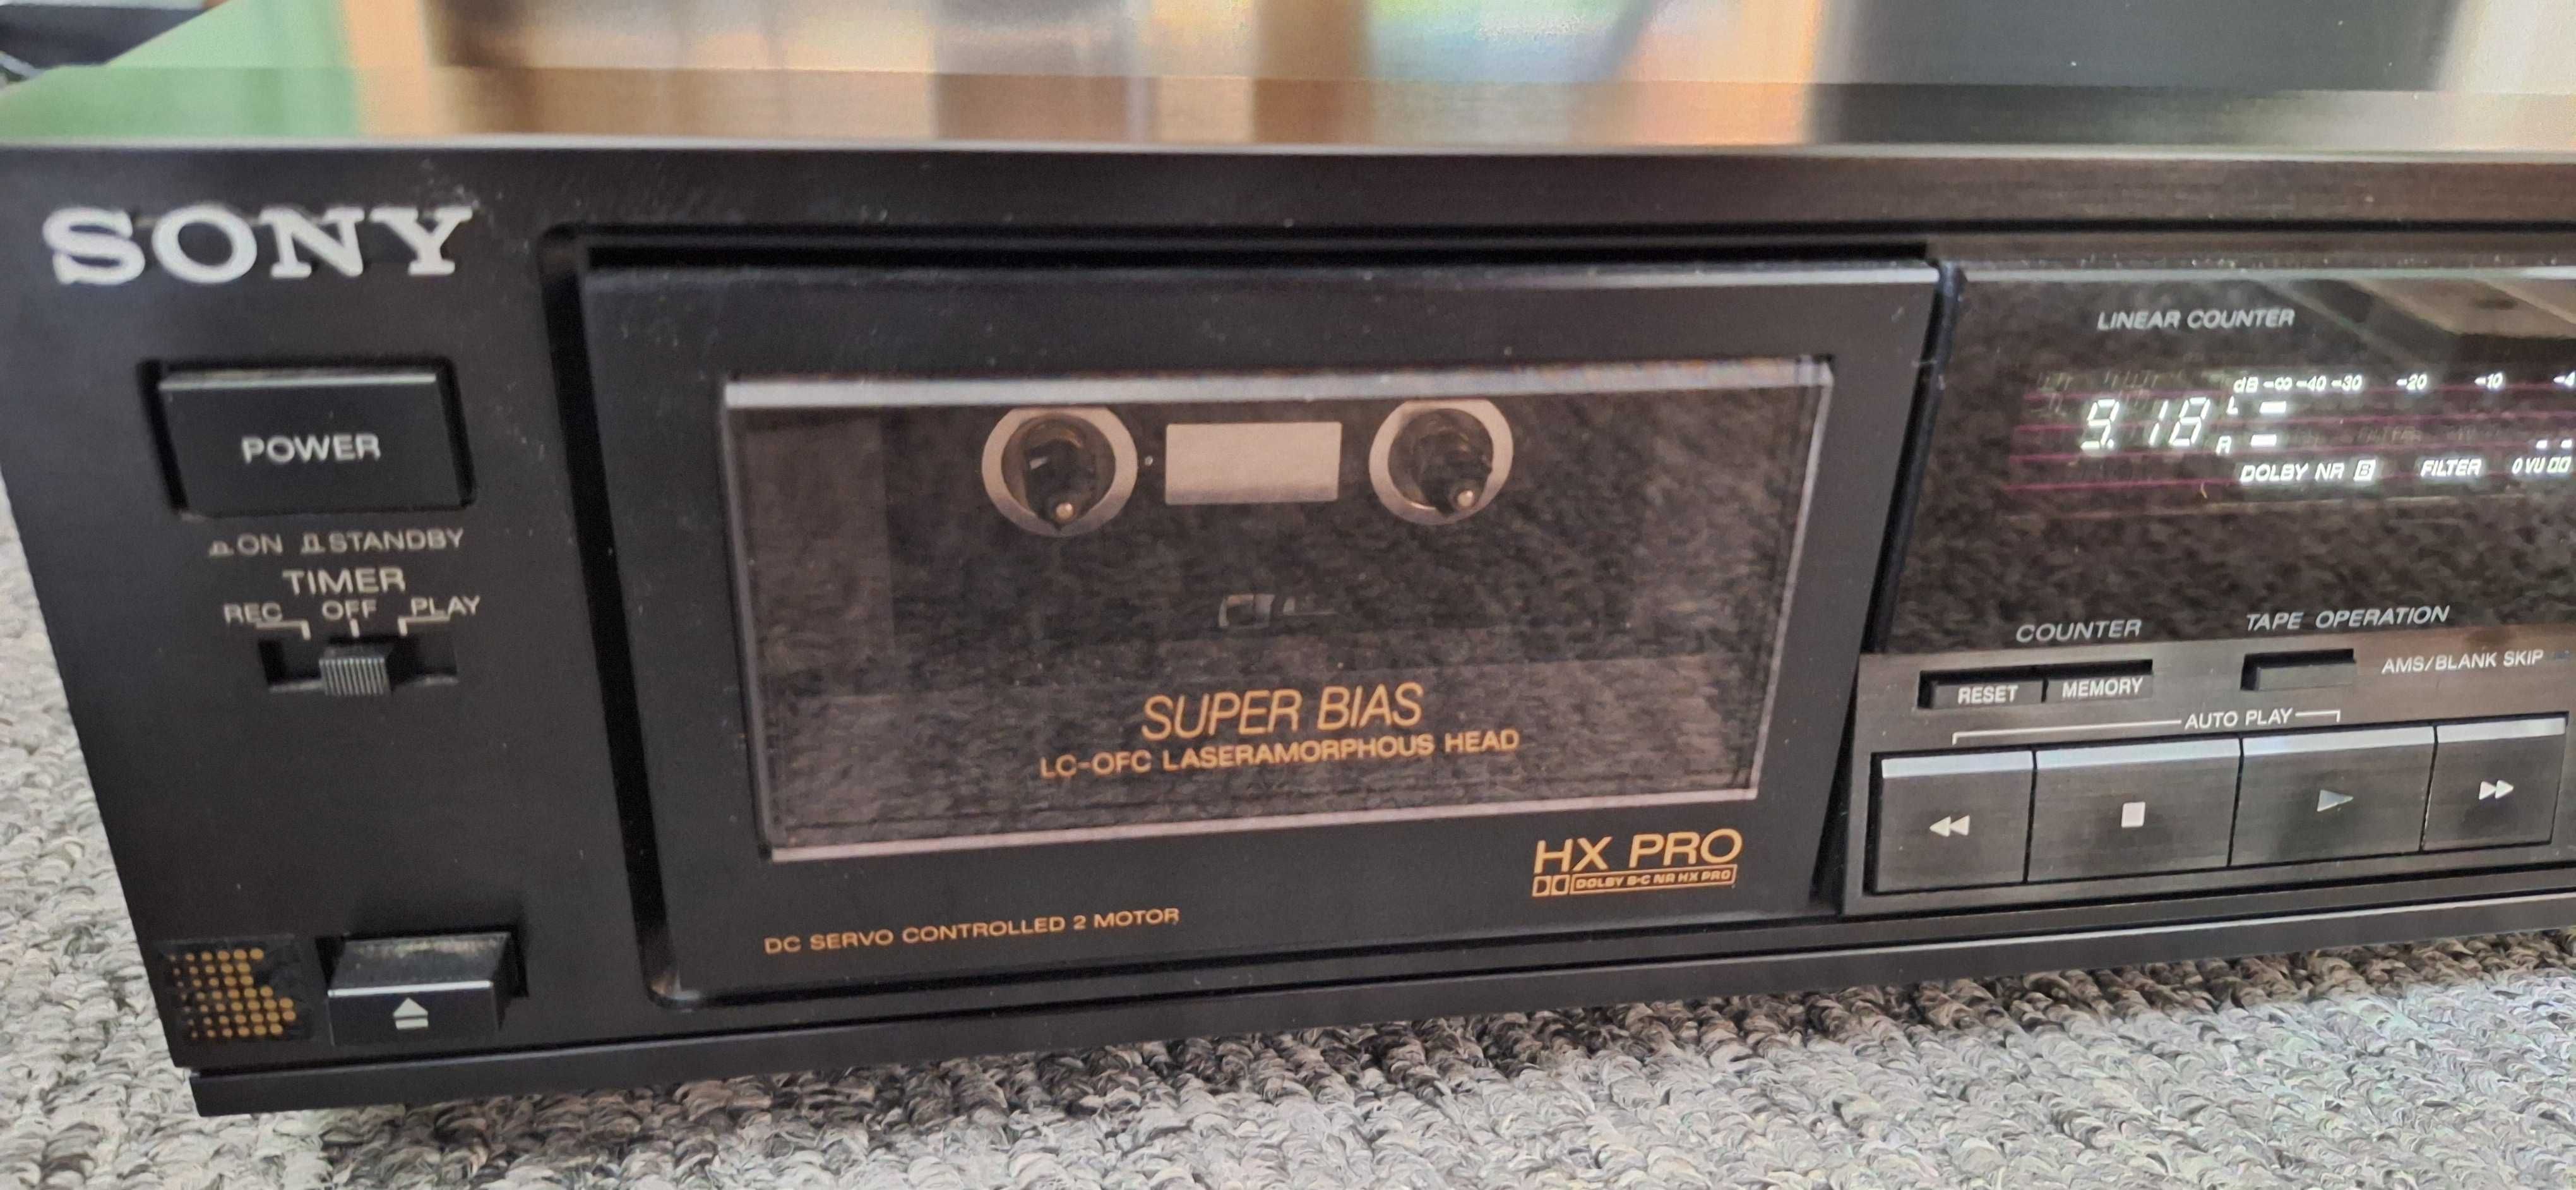 SONY
POWER
ON STANDBY
TIMER
REC OFF PLAY
SUPER BIAS
LC-OFC LASERAMORPHOUS HEAD
HX PRO
DOLBY B-C NR HX PRO
DC SERVO CONTROLLED 2 MOTOR
LINEAR COUNTER
dB -∞ -40 -30 -20 -10
9.18
L
R
DOLBY NR B FILTER 0VU
COUNTER
TAPE OPERATION
RESET MEMORY
AMS/BLANK SKIP
AUTO PLAY